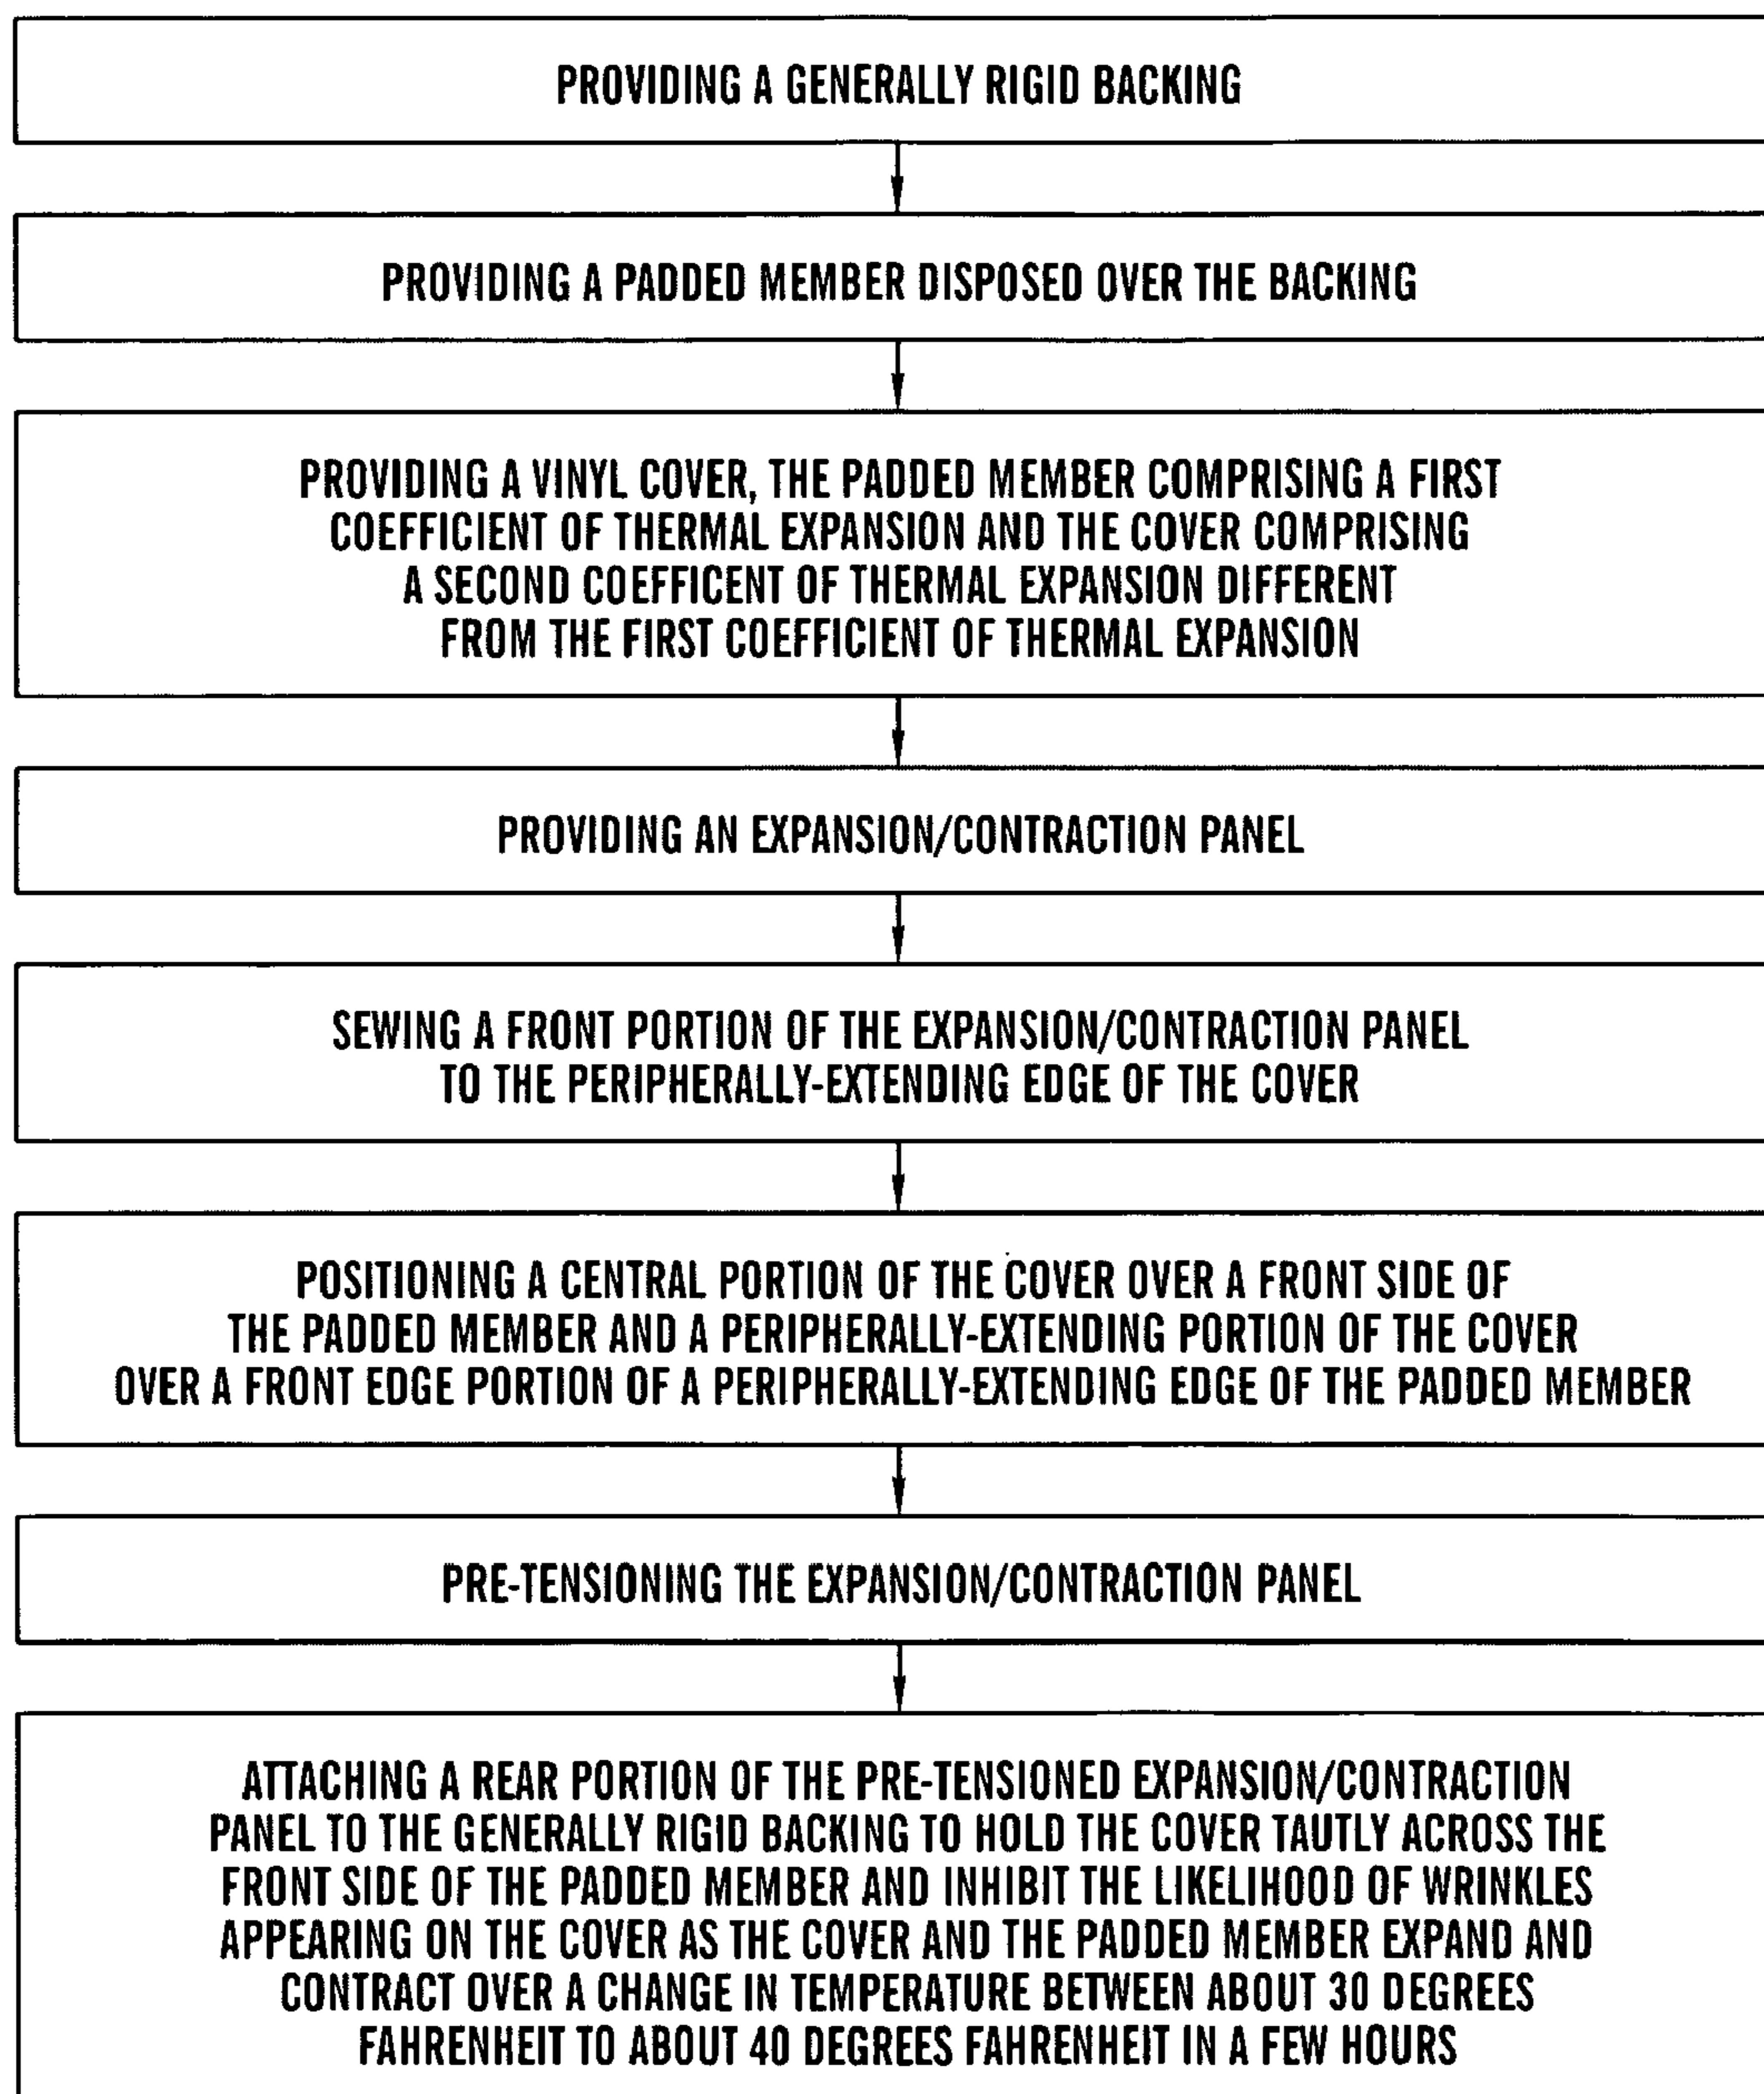 PROVIDING A GENERALLY RIGID BACKING
PROVIDING A PADDED MEMBER DISPOSED OVER THE BACKING
PROVIDING A VINYL COVER, THE PADDED MEMBER COMPRISING A FIRST
COEFFICIENT OF THERMAL EXPANSION AND THE COVER COMPRISING
A SECOND COEFFICENT OF THERMAL EXPANSION DIFFERENT
FROM THE FIRST COEFFICIENT OF THERMAL EXPANSION
PROVIDING AN EXPANSION/CONTRACTION PANEL
SEWING A FRONT PORTION OF THE EXPANSION/CONTRACTION PANEL
TO THE PERIPHERALLY-EXTENDING EDGE OF THE COVER
POSITIONING A CENTRAL PORTION OF THE COVER OVER A FRONT SIDE OF
THE PADDED MEMBER AND A PERIPHERALLY-EXTENDING PORTION OF THE COVER
OVER A FRONT EDGE PORTION OF A PERIPHERALLY-EXTENDING EDGE OF THE PADDED MEMBER
PRE-TENSIONING THE EXPANSION/CONTRACTION PANEL
ATTACHING A REAR PORTION OF THE PRE-TENSIONED EXPANSION/CONTRACTION
PANEL TO THE GENERALLY RIGID BACKING TO HOLD THE COVER TAUTLY ACROSS THE
FRONT SIDE OF THE PADDED MEMBER AND INHIBIT THE LIKELIHOOD OF WRINKLES
APPEARING ON THE COVER AS THE COVER AND THE PADDED MEMBER EXPAND AND
CONTRACT OVER A CHANGE IN TEMPERATURE BETWEEN ABOUT 30 DEGREES
FAHRENHEIT TO ABOUT 40 DEGREES FAHRENHEIT IN A FEW HOURS